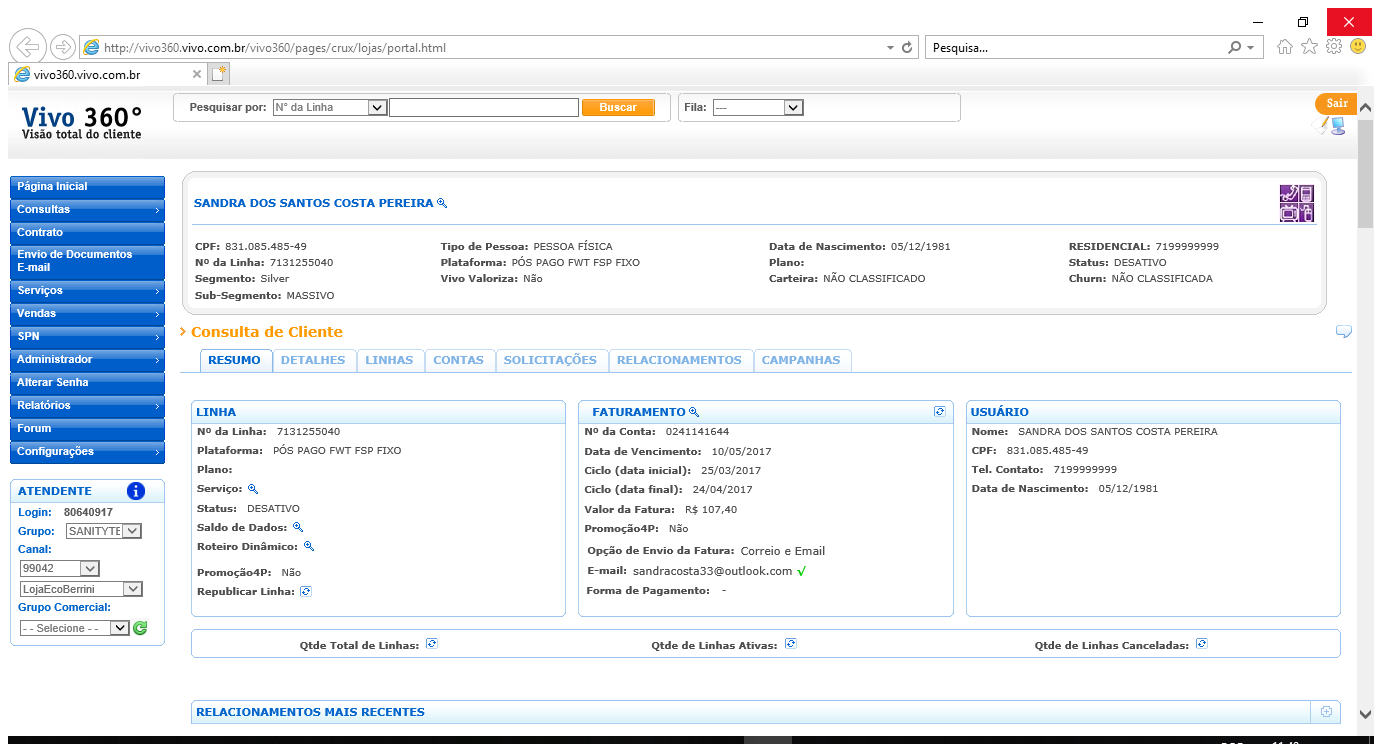 http://vivo360.vivo.com.br/vivo360/pages/crux/lojas/portal.html
Pesquisa...
vivo360.vivo.com.br
Vivo 360°
Visão total do cliente
Pesquisar por: N° da Linha Buscar
Fila: ---
Sair
Página Inicial
Consultas
Contrato
Envio de Documentos
E-mail
Serviços
Vendas
SPN
Administrador
Alterar Senha
Relatórios
Forum
Configurações
ATENDENTE
Login: 80640917
Grupo: SANITYTE
Canal:
99042
LojaEcoBerrini
Grupo Comercial:
- - Selecione - -
SANDRA DOS SANTOS COSTA PEREIRA
CPF: 831.085.485-49 Tipo de Pessoa: PESSOA FÍSICA Data de Nascimento: 05/12/1981 RESIDENCIAL: 7199999999
Nº da Linha: 7131255040 Plataforma: PÓS PAGO FWT FSP FIXO Plano: Status: DESATIVO
Segmento: Silver Vivo Valoriza: Não Carteira: NÃO CLASSIFICADO Churn: NÃO CLASSIFICADA
Sub-Segmento: MASSIVO
Consulta de Cliente
RESUMO DETALHES LINHAS CONTAS SOLICITAÇÕES RELACIONAMENTOS CAMPANHAS
LINHA
Nº da Linha: 7131255040
Plataforma: PÓS PAGO FWT FSP FIXO
Plano:
Serviço:
Status: DESATIVO
Saldo de Dados:
Roteiro Dinâmico:
Promoção4P: Não
Republicar Linha:
FATURAMENTO
Nº da Conta: 0241141644
Data de Vencimento: 10/05/2017
Ciclo (data inicial): 25/03/2017
Ciclo (data final): 24/04/2017
Valor da Fatura: R$ 107,40
Promoção4P: Não
Opção de Envio da Fatura: Correio e Email
E-mail: sandracosta33@outlook.com √
Forma de Pagamento: -
USUÁRIO
Nome: SANDRA DOS SANTOS COSTA PEREIRA
CPF: 831.085.485-49
Tel. Contato: 7199999999
Data de Nascimento: 05/12/1981
Qtde Total de Linhas: Qtde de Linhas Ativas: Qtde de Linhas Canceladas:
RELACIONAMENTOS MAIS RECENTES